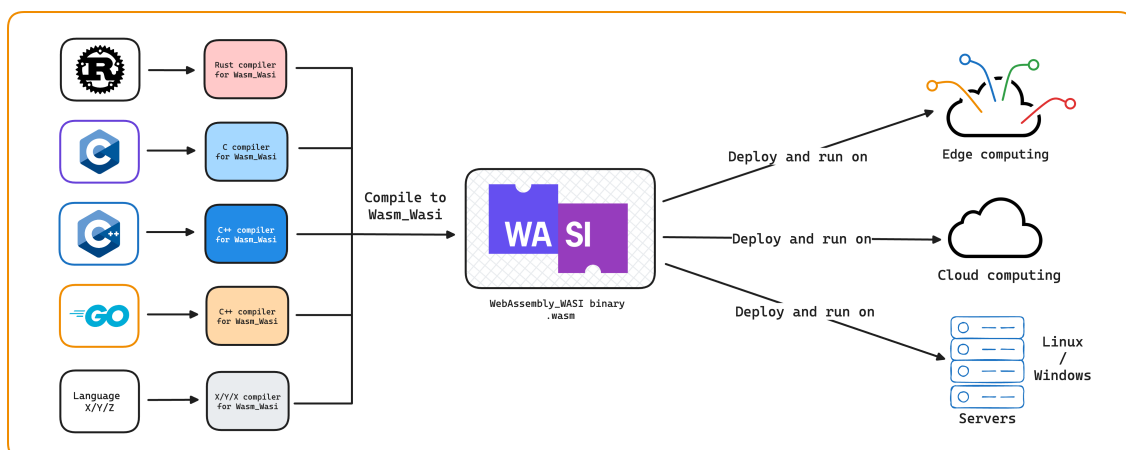 R
Rust compiler
for Wasm_Wasi
C
C compiler
for Wasm_Wasi
C++
C++ compiler
for Wasm_Wasi
GO
C++ compiler
for Wasm_Wasi
Language
X/Y/Z
X/Y/X compiler
for Wasm_Wasi
Compile to
Wasm_Wasi
WA SI
WebAssembly_WASI binary
.wasm
Deploy and run on
Edge computing
Deploy and run on
Cloud computing
Deploy and run on
Linux
/
Windows
Servers